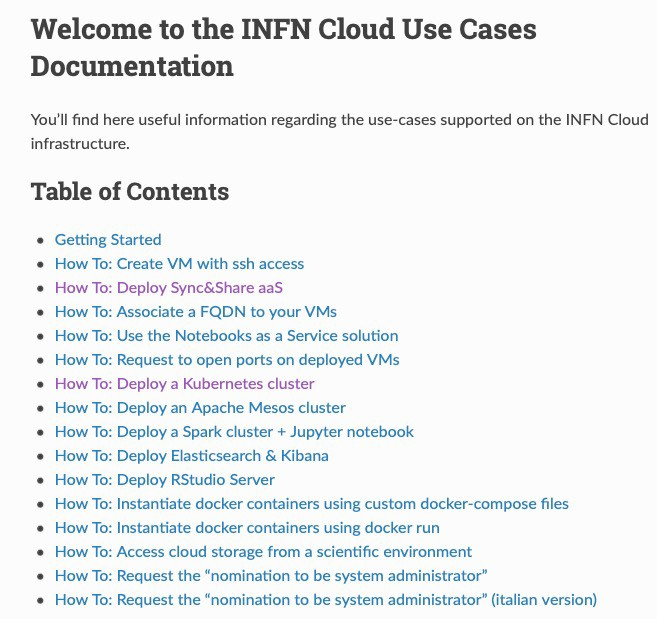 Welcome to the INFN Cloud Use Cases
Documentation
You’ll find here useful information regarding the use-cases supported on the INFN Cloud
infrastructure.
Table of Contents
• Getting Started
• How To: Create VM with ssh access
• How To: Deploy Sync&Share aaS
• How To: Associate a FQDN to your VMs
• How To: Use the Notebooks as a Service solution
• How To: Request to open ports on deployed VMs
• How To: Deploy a Kubernetes cluster
• How To: Deploy an Apache Mesos cluster
• How To: Deploy a Spark cluster + Jupyter notebook
• How To: Deploy Elasticsearch & Kibana
• How To: Deploy RStudio Server
• How To: Instantiate docker containers using custom docker-compose files
• How To: Instantiate docker containers using docker run
• How To: Access cloud storage from a scientific environment
• How To: Request the “nomination to be system administrator”
• How To: Request the “nomination to be system administrator” (italian version)